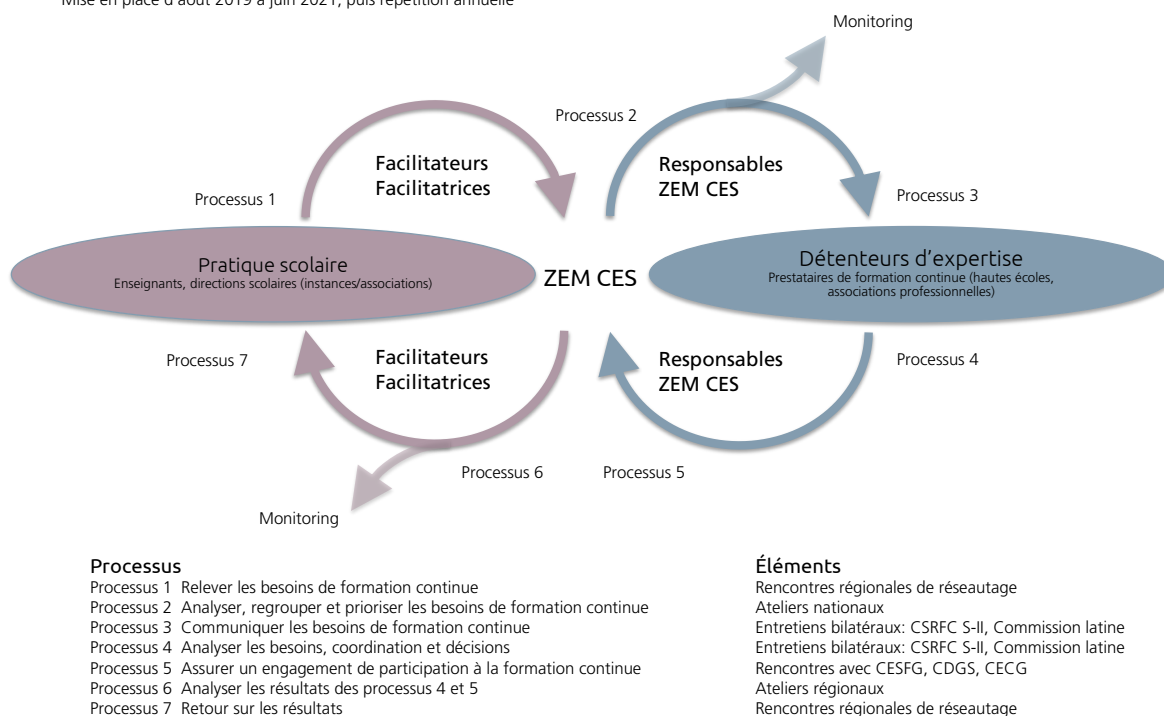 Mise en place d'août 2019 à juin 2021, puis répétition annuelle
Monitoring
Processus 2
Facilitateurs
Facilitatrices
Responsables
ZEM CES
Processus 1
Processus 3
Pratique scolaire
Enseignants, directions scolaires (instances/associations)
ZEM CES
Détenteurs d'expertise
Prestataires de formation continue (hautes écoles,
associations professionnelles)
Processus 7
Facilitateurs
Facilitatrices
Responsables
ZEM CES
Processus 4
Processus 6
Processus 5
Monitoring
Processus
Processus 1 Relever les besoins de formation continue
Processus 2 Analyser, regrouper et prioriser les besoins de formation continue
Processus 3 Communiquer les besoins de formation continue
Processus 4 Analyser les besoins, coordination et décisions
Processus 5 Assurer un engagement de participation à la formation continue
Processus 6 Analyser les résultats des processus 4 et 5
Processus 7 Retour sur les résultats
Éléments
Rencontres régionales de réseautage
Ateliers nationaux
Entretiens bilatéraux: CSRFC S-II, Commission latine
Entretiens bilatéraux: CSRFC S-II, Commission latine
Rencontres avec CESFG, CDGS, CECG
Ateliers régionaux
Rencontres régionales de réseautage